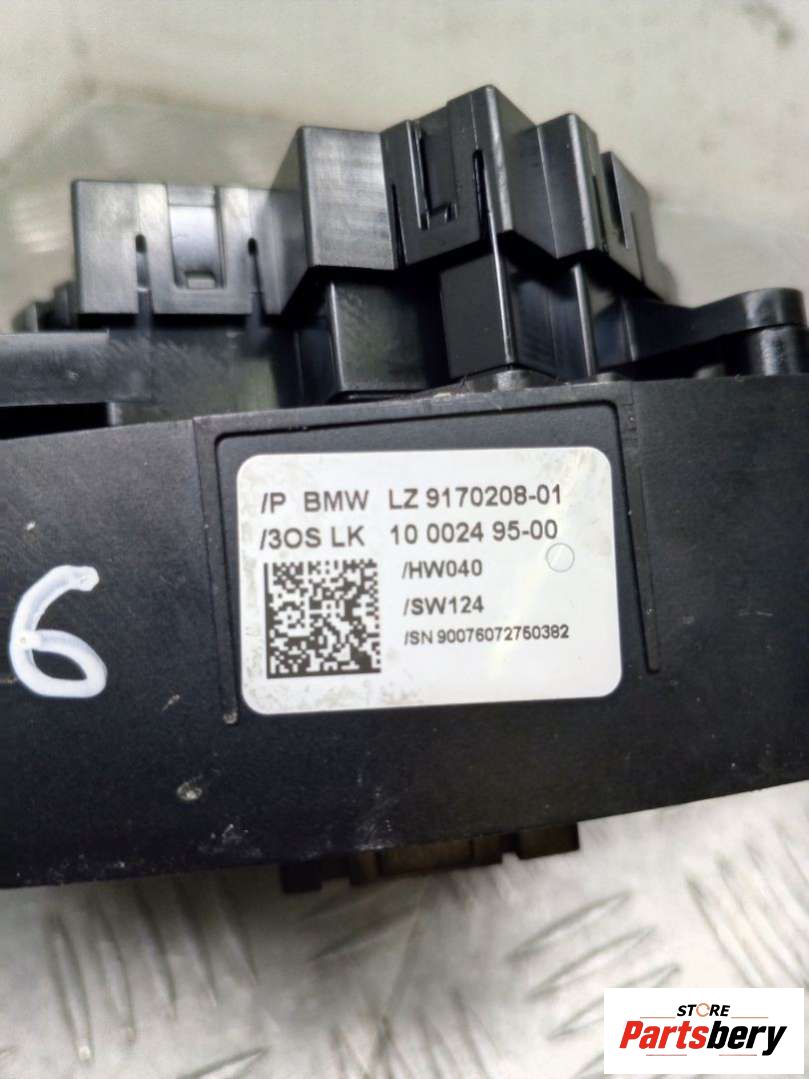 /P BMW LZ 9170208-01
/3OS LK 10 0024 95-00
/HW040
/SW124
/SN 90076072750382
6
STORE
Partsbery